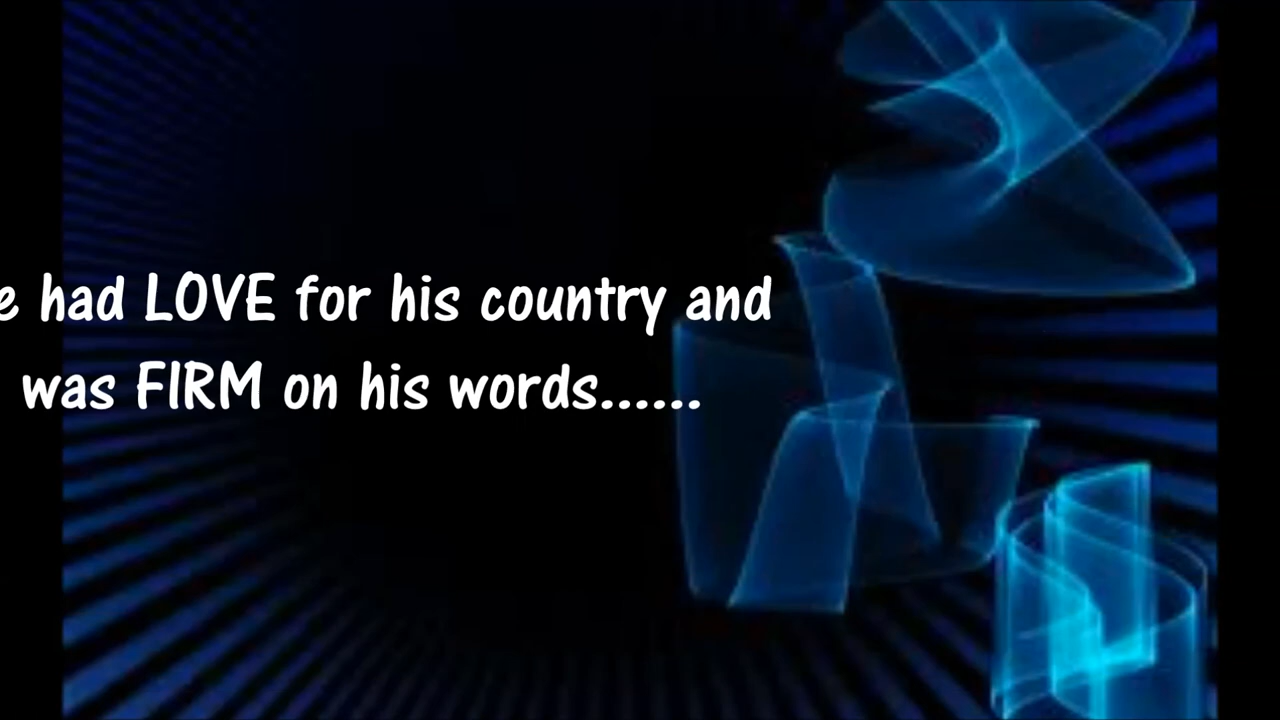 e had LOVE for his country and
was FIRM on his words......